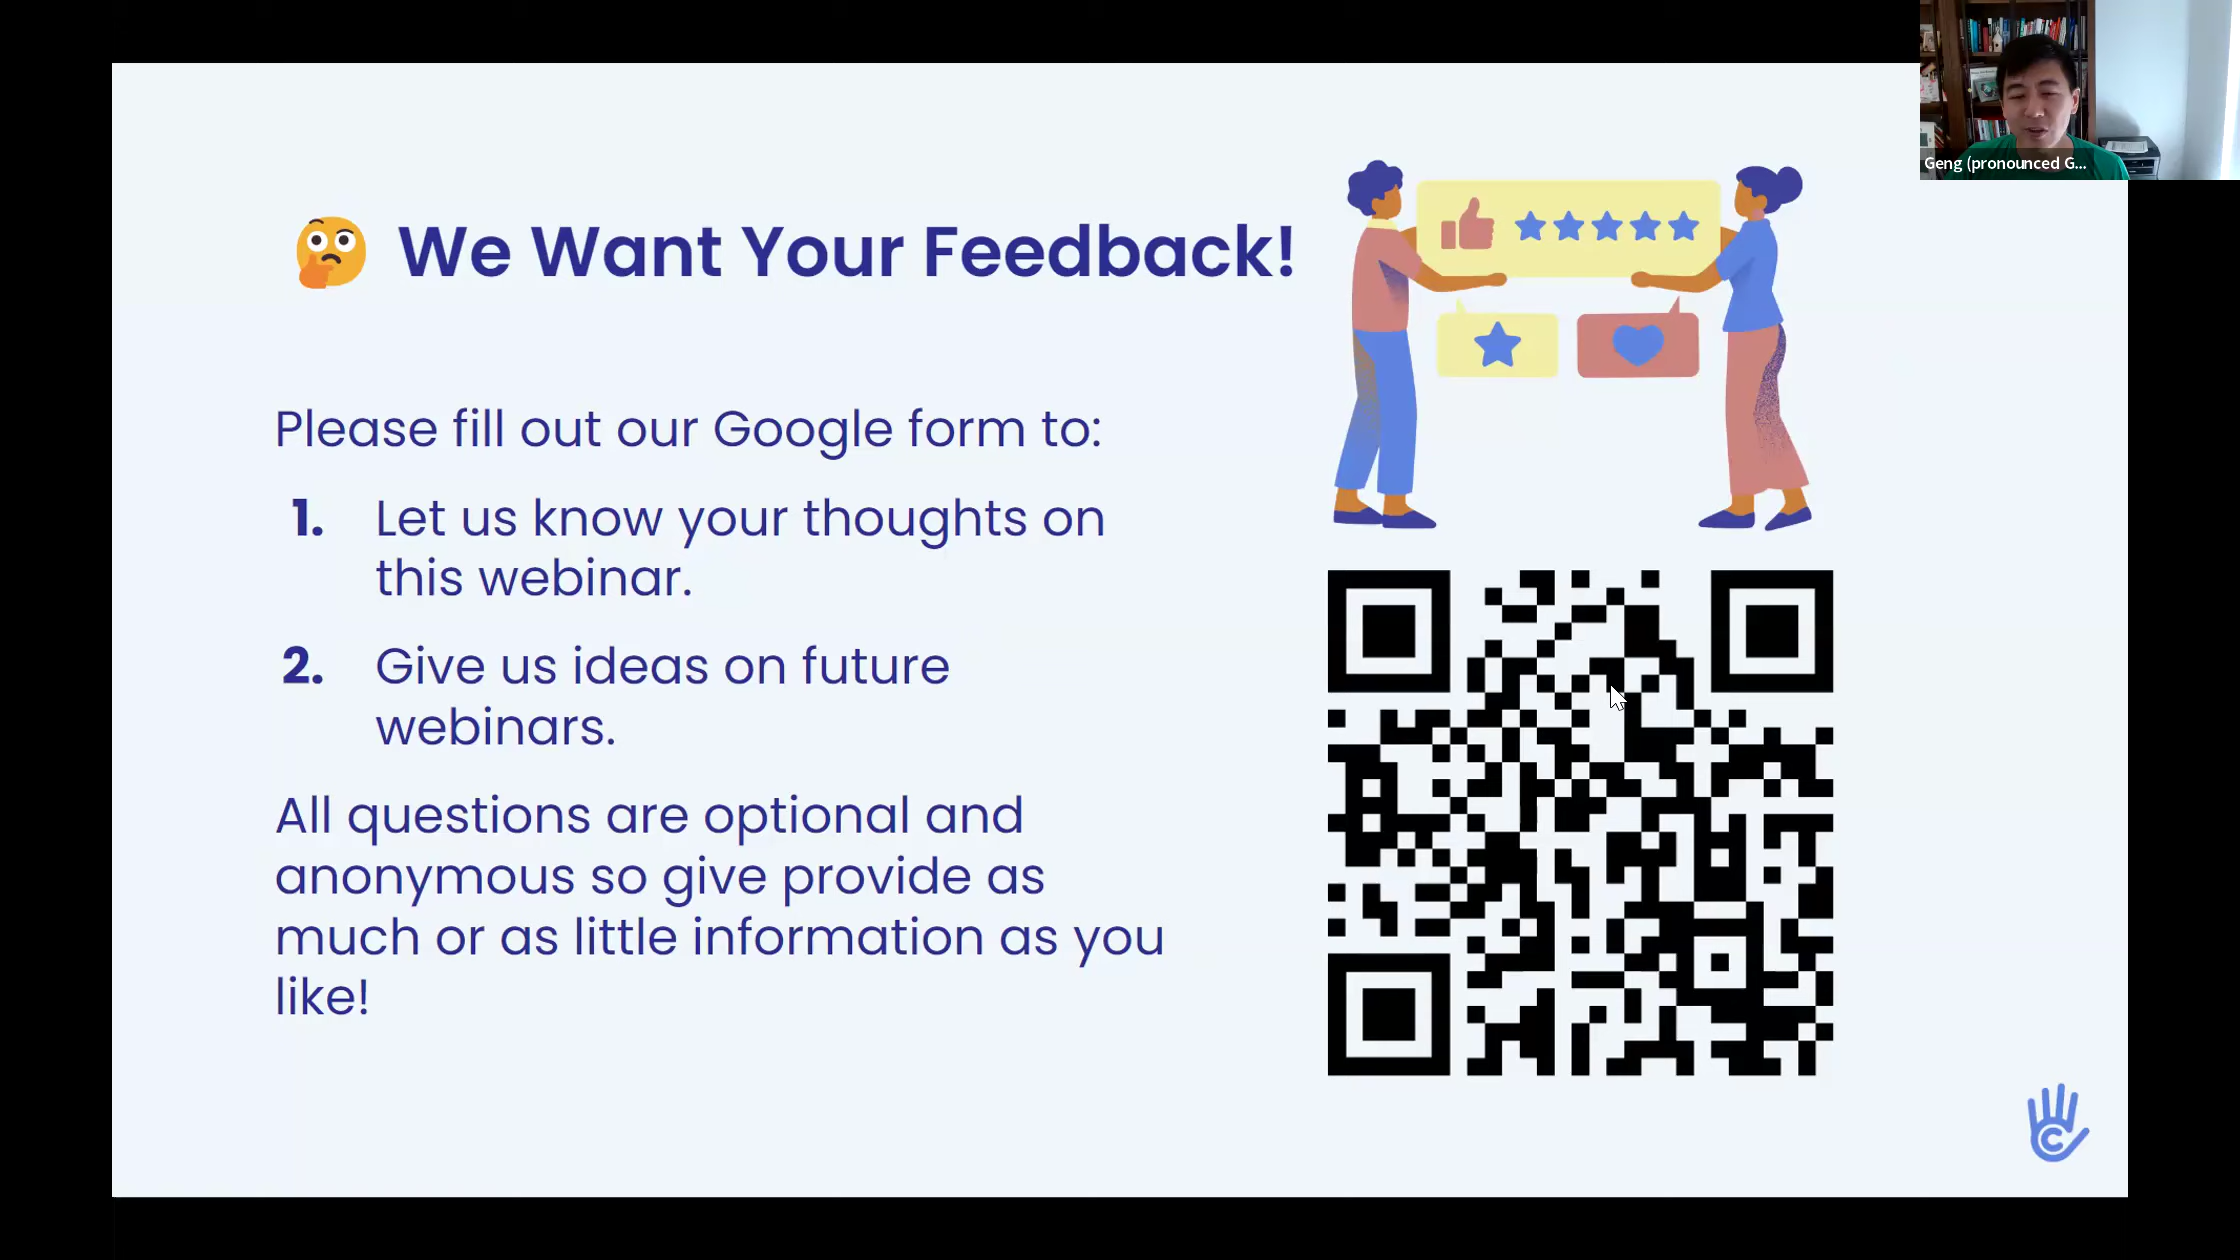 Geng (pronounced G...
We Want Your Feedback!
Please fill out our Google form to:
1. Let us know your thoughts on
this webinar.
2. Give us ideas on future
webinars.
All questions are optional and
anonymous so give provide as
much or as little information as you
like!
C